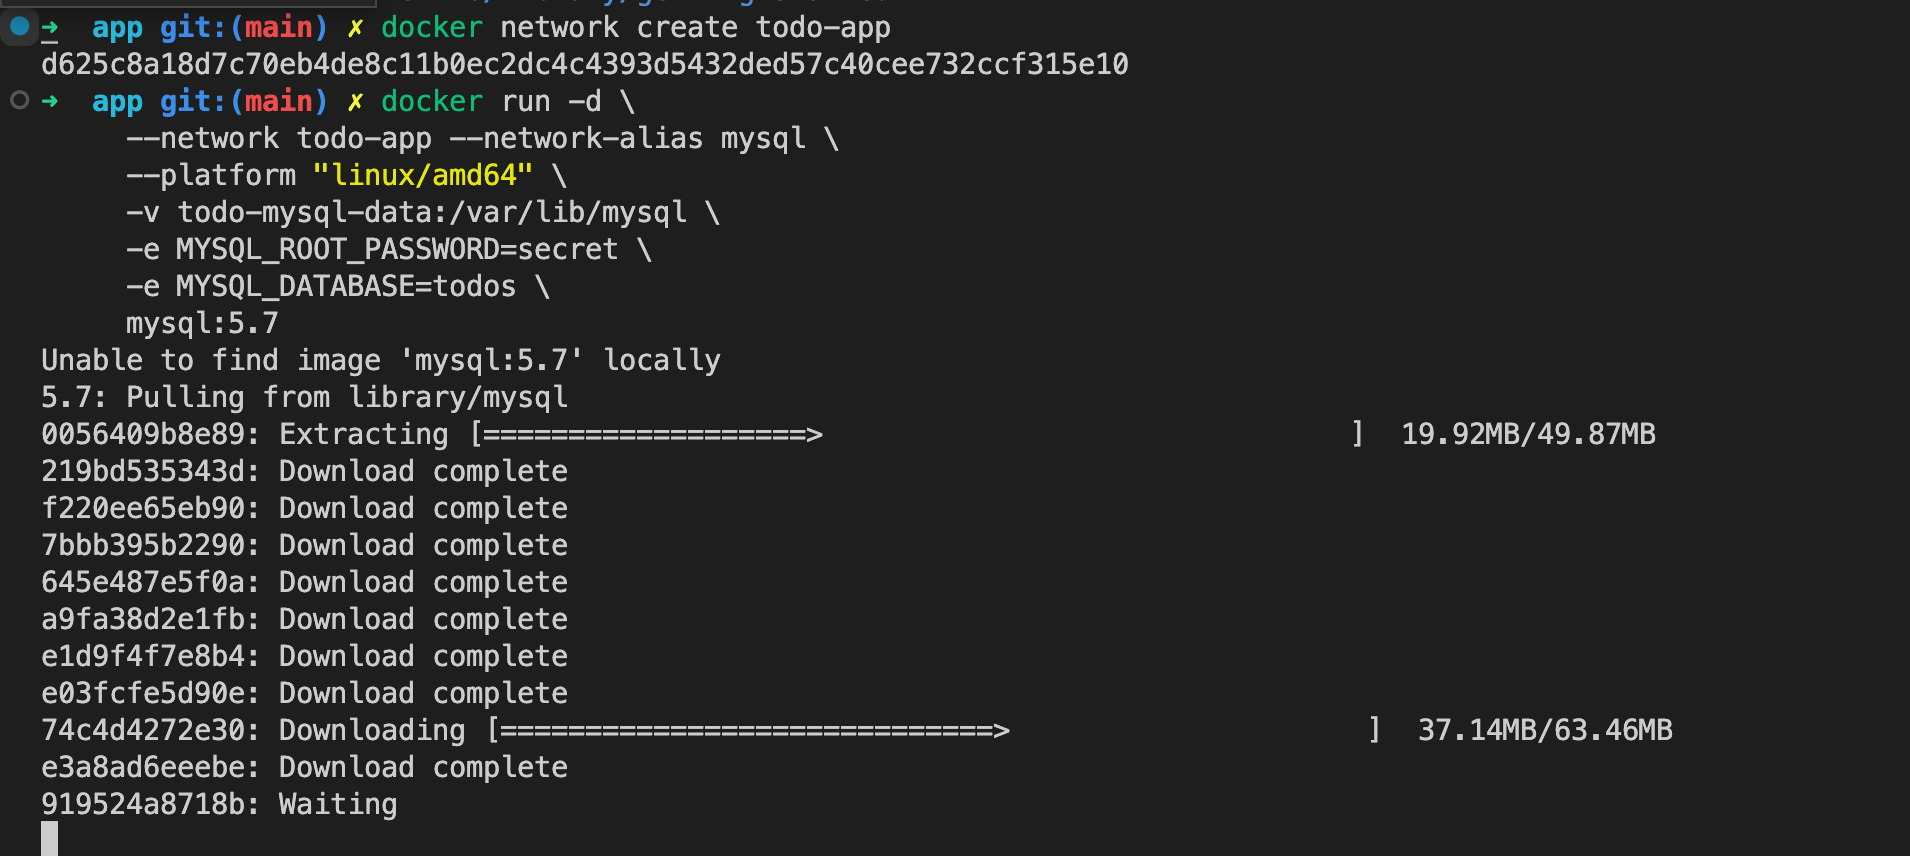 ➜  app git:(main) ✗ docker network create todo-app
d625c8a18d7c70eb4de8c11b0ec2dc4c4393d5432ded57c40cee732ccf315e10
➜  app git:(main) ✗ docker run -d \
     --network todo-app --network-alias mysql \
     --platform "linux/amd64" \
     -v todo-mysql-data:/var/lib/mysql \
     -e MYSQL_ROOT_PASSWORD=secret \
     -e MYSQL_DATABASE=todos \
     mysql:5.7
Unable to find image 'mysql:5.7' locally
5.7: Pulling from library/mysql
0056409b8e89: Extracting [===================>                               ]  19.92MB/49.87MB
219bd535343d: Download complete
f220ee65eb90: Download complete
7bbb395b2290: Download complete
645e487e5f0a: Download complete
a9fa38d2e1fb: Download complete
e1d9f4f7e8b4: Download complete
e03fcfe5d90e: Download complete
74c4d4272e30: Downloading [=============================>                     ]  37.14MB/63.46MB
e3a8ad6eeebe: Download complete
919524a8718b: Waiting